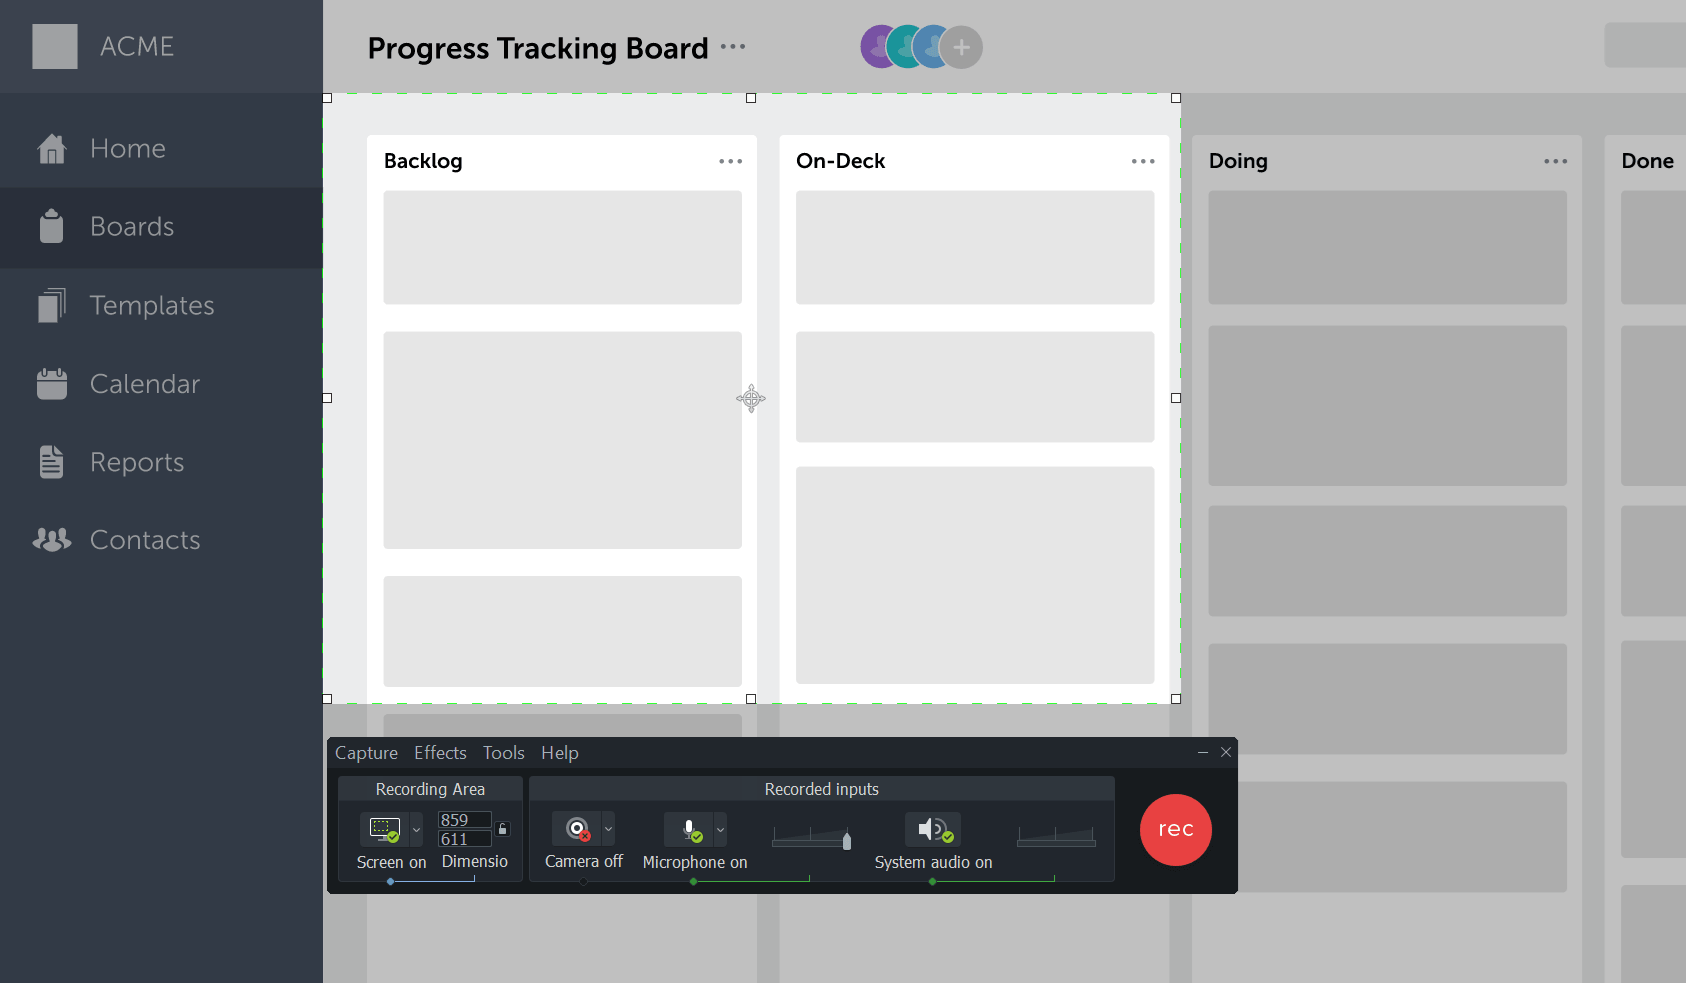 ACME
Progress Tracking Board
Home
Boards
Templates
Calendar
Reports
Contacts
Backlog
On-Deck
Doing
Done
Capture Effects Tools Help
Recording Area
Recorded inputs
859
611
rec
Screen on
Dimensio
Camera off
Microphone on
System audio on